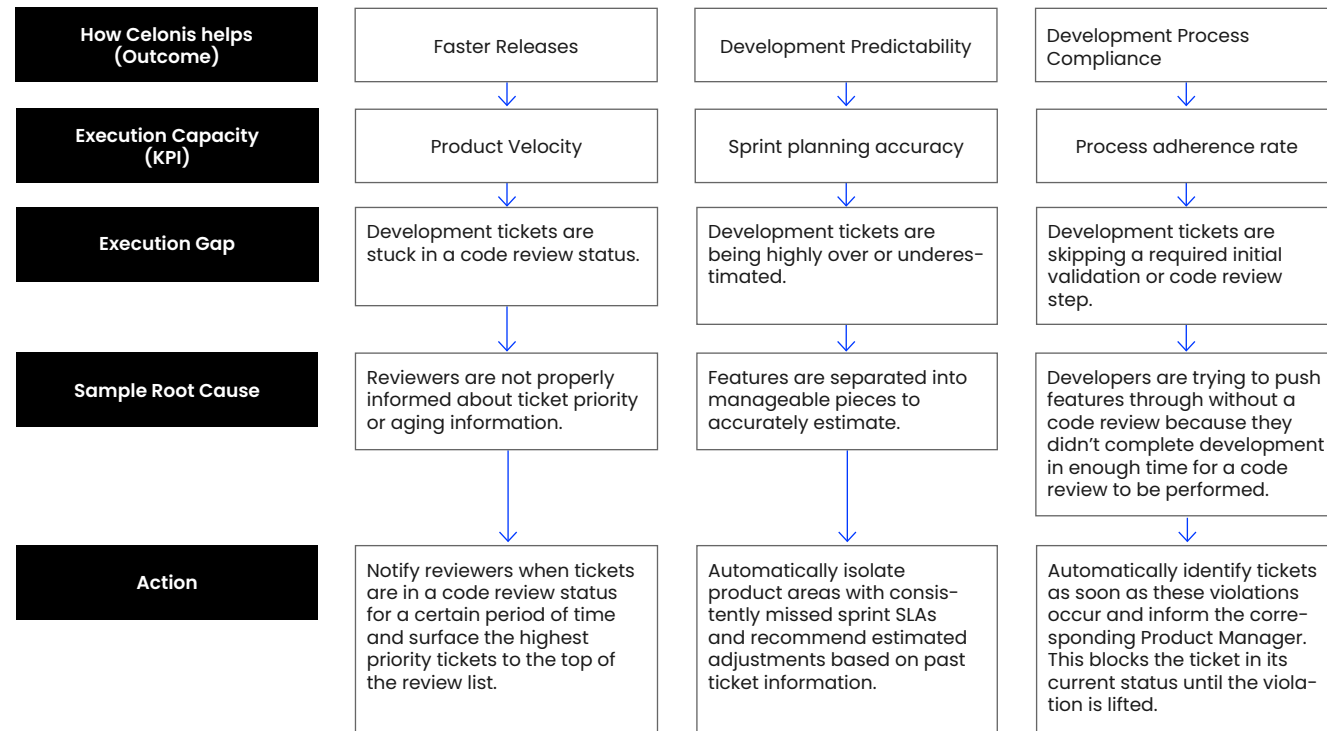 How Celonis helps
(Outcome)
Faster Releases
Development Predictability
Development Process
Compliance
Execution Capacity
(KPI)
Product Velocity
Sprint planning accuracy
Process adherence rate
Execution Gap
Development tickets are
stuck in a code review status.
Development tickets are
being highly over or underes-
timated.
Development tickets are
skipping a required initial
validation or code review
step.
Sample Root Cause
Reviewers are not properly
informed about ticket priority
or aging information.
Features are separated into
manageable pieces to
accurately estimate.
Developers are trying to push
features through without a
code review because they
didn't complete development
in enough time for a code
review to be performed.
Action
Notify reviewers when tickets
are in a code review status
for a certain period of time
and surface the highest
priority tickets to the top of
the review list.
Automatically isolate
product areas with consis-
tently missed sprint SLAs
and recommend estimated
adjustments based on past
ticket information.
Automatically identify tickets
as soon as these violations
occur and inform the corre-
sponding Product Manager.
This blocks the ticket in its
current status until the viola-
tion is lifted.